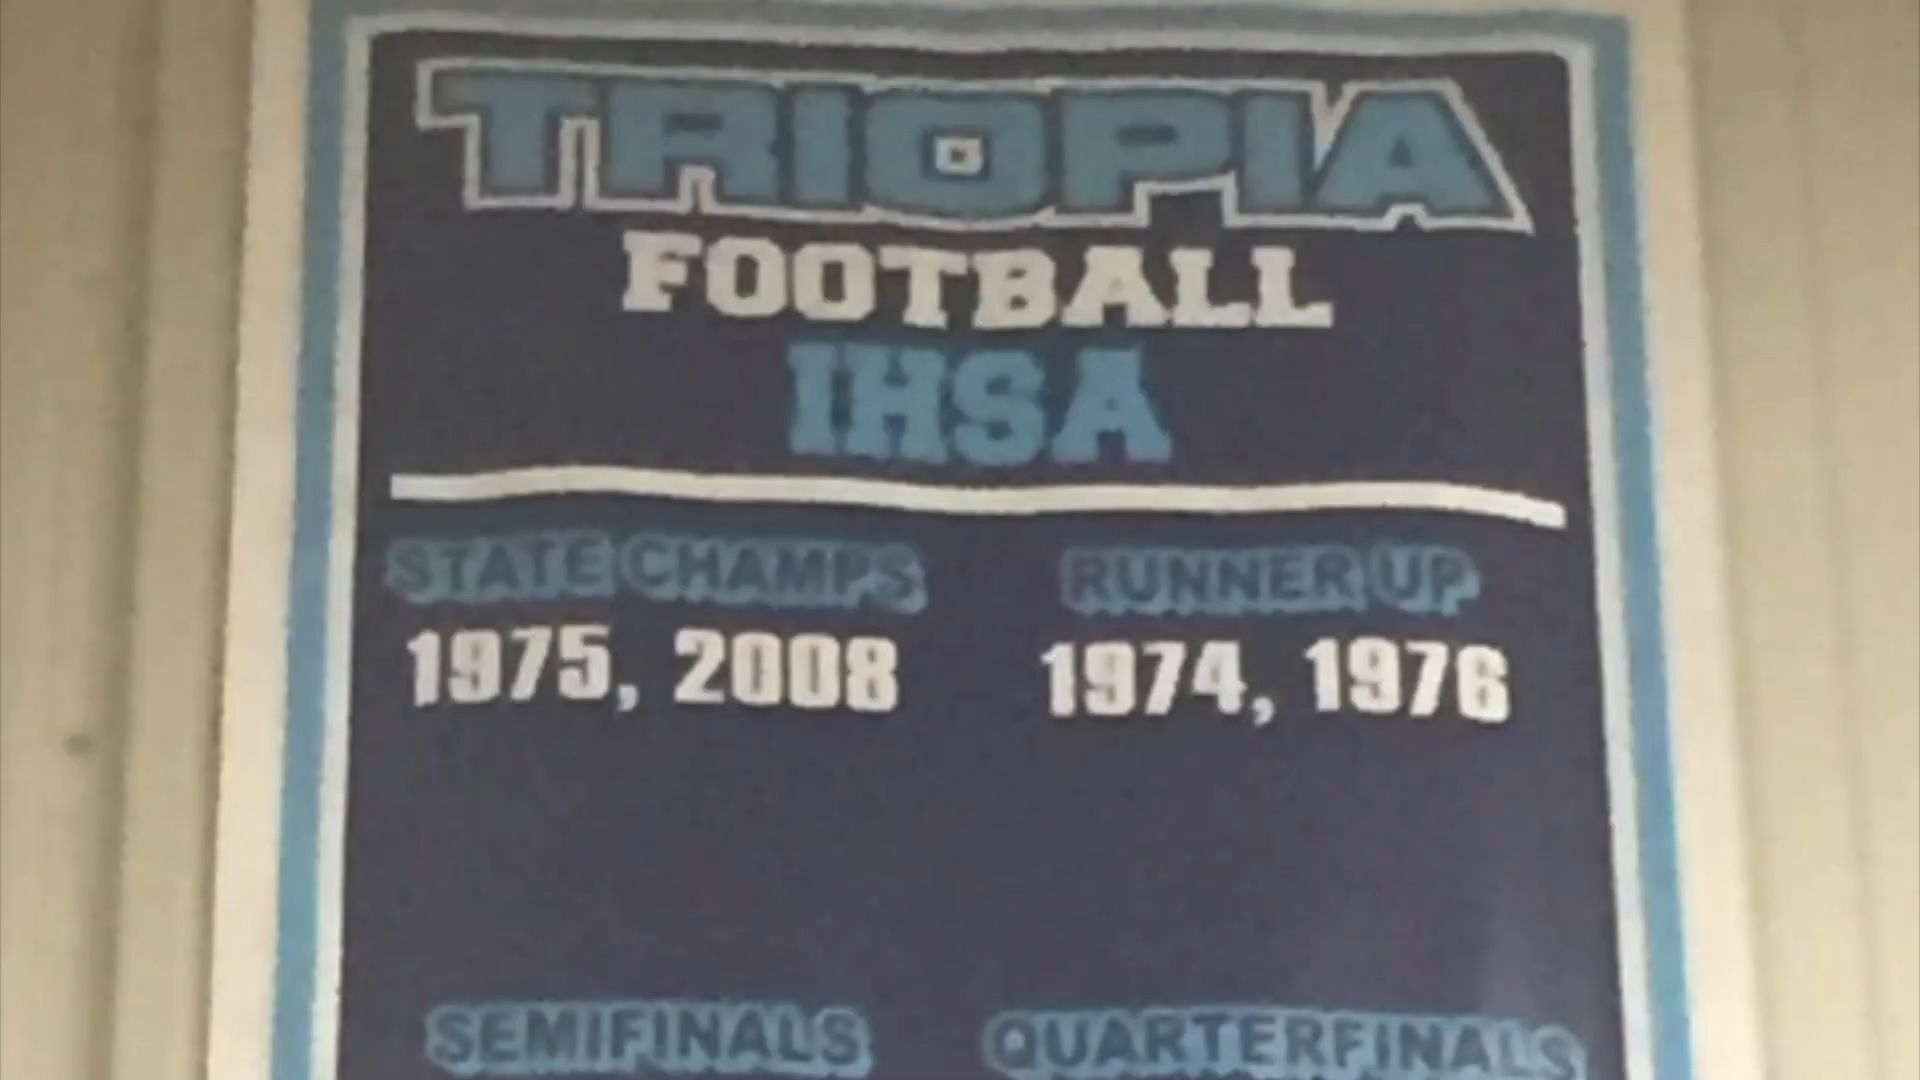 TRIOPIA
FOOTBALL
IHSA
STATE CHAMPS
1975, 2008
RUNNER UP
1974, 1976
SEMIFINALS
QUARTERFINALS